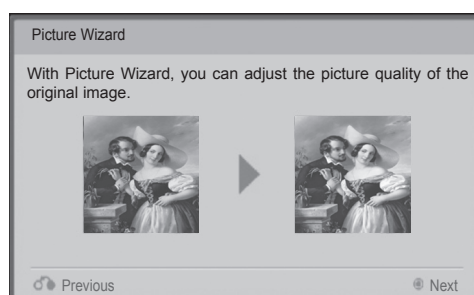 Picture Wizard
With Picture Wizard, you can adjust the picture quality of the
original image.
Previous
Next